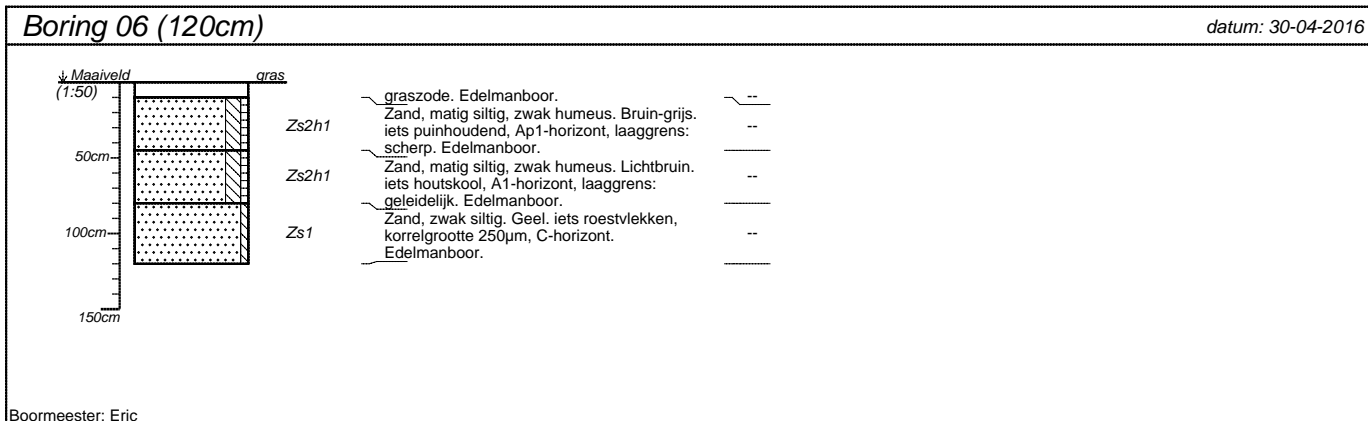 Boring 06 (120cm)
datum: 30-04-2016
Maaiveld
gras
(1:50)
graszode. Edelmanboor.
--
Zs2h1
Zand, matig siltig, zwak humeus. Bruin-grijs.
iets puinhoudend, Ap1-horizont, laaggrens:
scherp. Edelmanboor.
--
50cm
Zs2h1
Zand, matig siltig, zwak humeus. Lichtbruin.
iets houtskool, A1-horizont, laaggrens:
geleidelijk. Edelmanboor.
--
100cm
Zs1
Zand, zwak siltig. Geel. iets roestvlekken,
korrelgrootte 250µm, C-horizont.
Edelmanboor.
--
150cm
Boormeester: Eric